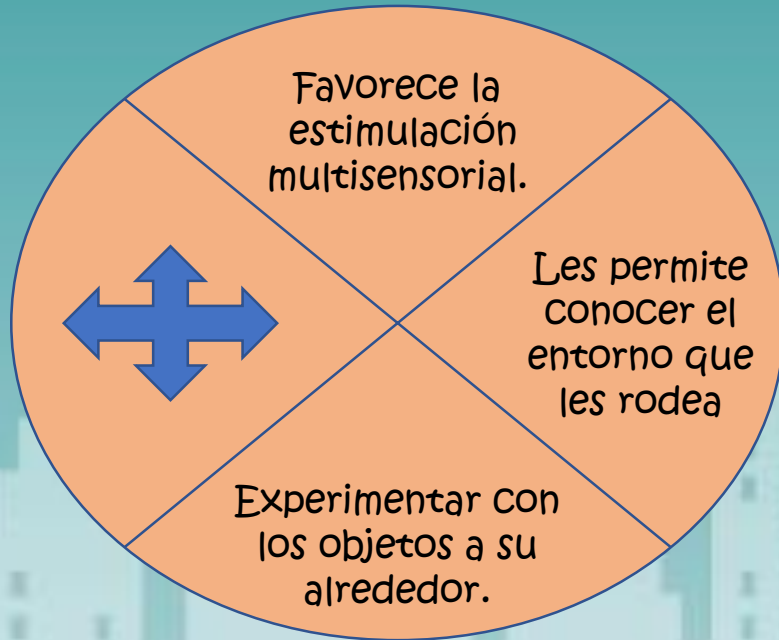 Favorece la
estimulación
multisensorial.
Les permite
conocer el
entorno que
les rodea
Experimentar con
los objetos a su
alrededor.